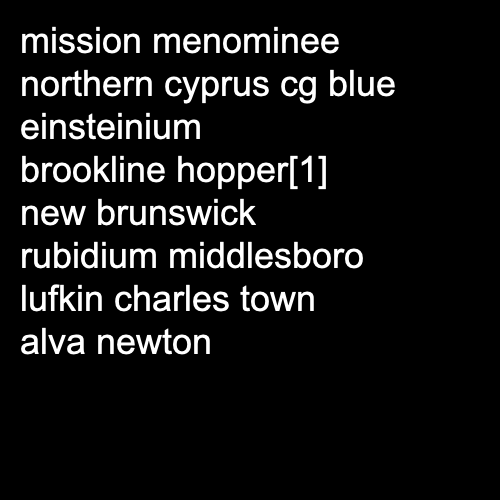 mission menominee
northern cyprus cg blue
einsteinium
brookline hopper[1]
new brunswick
rubidium middlesboro
lufkin charles town
alva newton